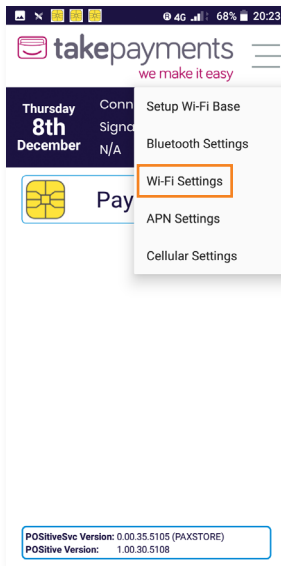 4G 68% 20:23
takepayments
we make it easy
Thursday
8th
December
Conn
Signa
N/A
Setup Wi-Fi Base
Bluetooth Settings
Wi-Fi Settings
APN Settings
Cellular Settings
Pay
POSitiveSvc Version: 0.00.35.5105 (PAXSTORE)
POSitive Version: 1.00.30.5108